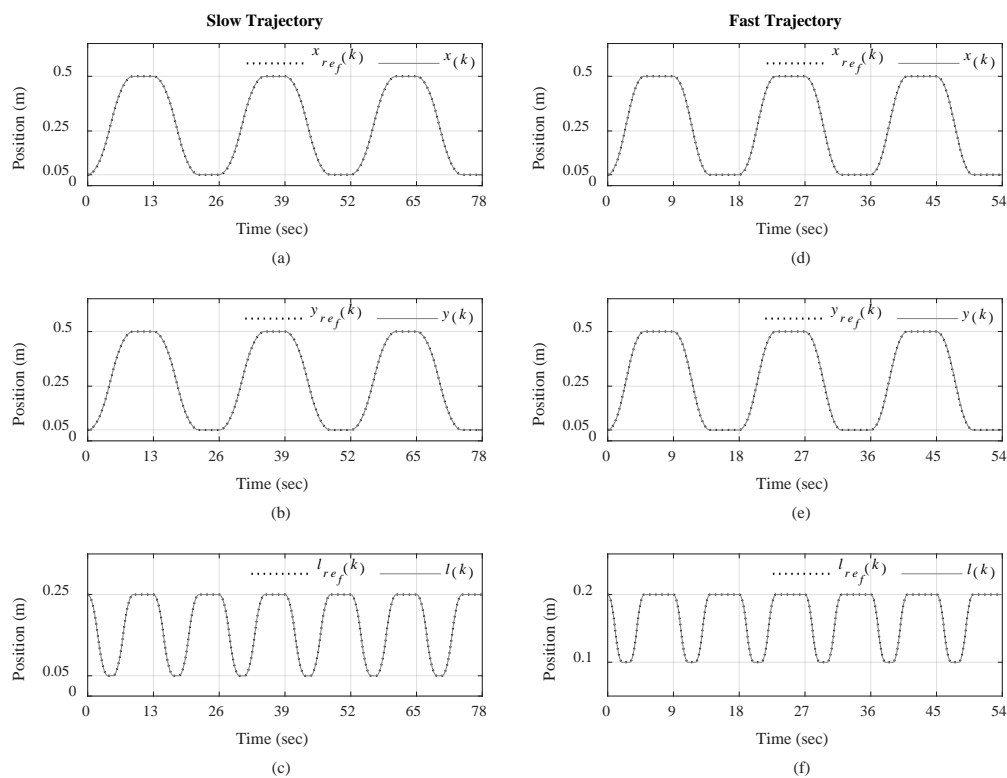 Slow Trajectory
x_ref(k) x(k)
0.5
0.25
0.05
0
Position (m)
0 13 26 39 52 65 78
Time (sec)
(a)
y_ref(k) y(k)
0.5
0.25
0.05
0
Position (m)
0 13 26 39 52 65 78
Time (sec)
(b)
l_ref(k) l(k)
0.25
0.05
0
Position (m)
0 13 26 39 52 65 78
Time (sec)
(c)
Fast Trajectory
x_ref(k) x(k)
0.5
0.25
0.05
0
Position (m)
0 9 18 27 36 45 54
Time (sec)
(d)
y_ref(k) y(k)
0.5
0.25
0.05
0
Position (m)
0 9 18 27 36 45 54
Time (sec)
(e)
l_ref(k) l(k)
0.2
0.1
Position (m)
0 9 18 27 36 45 54
Time (sec)
(f)